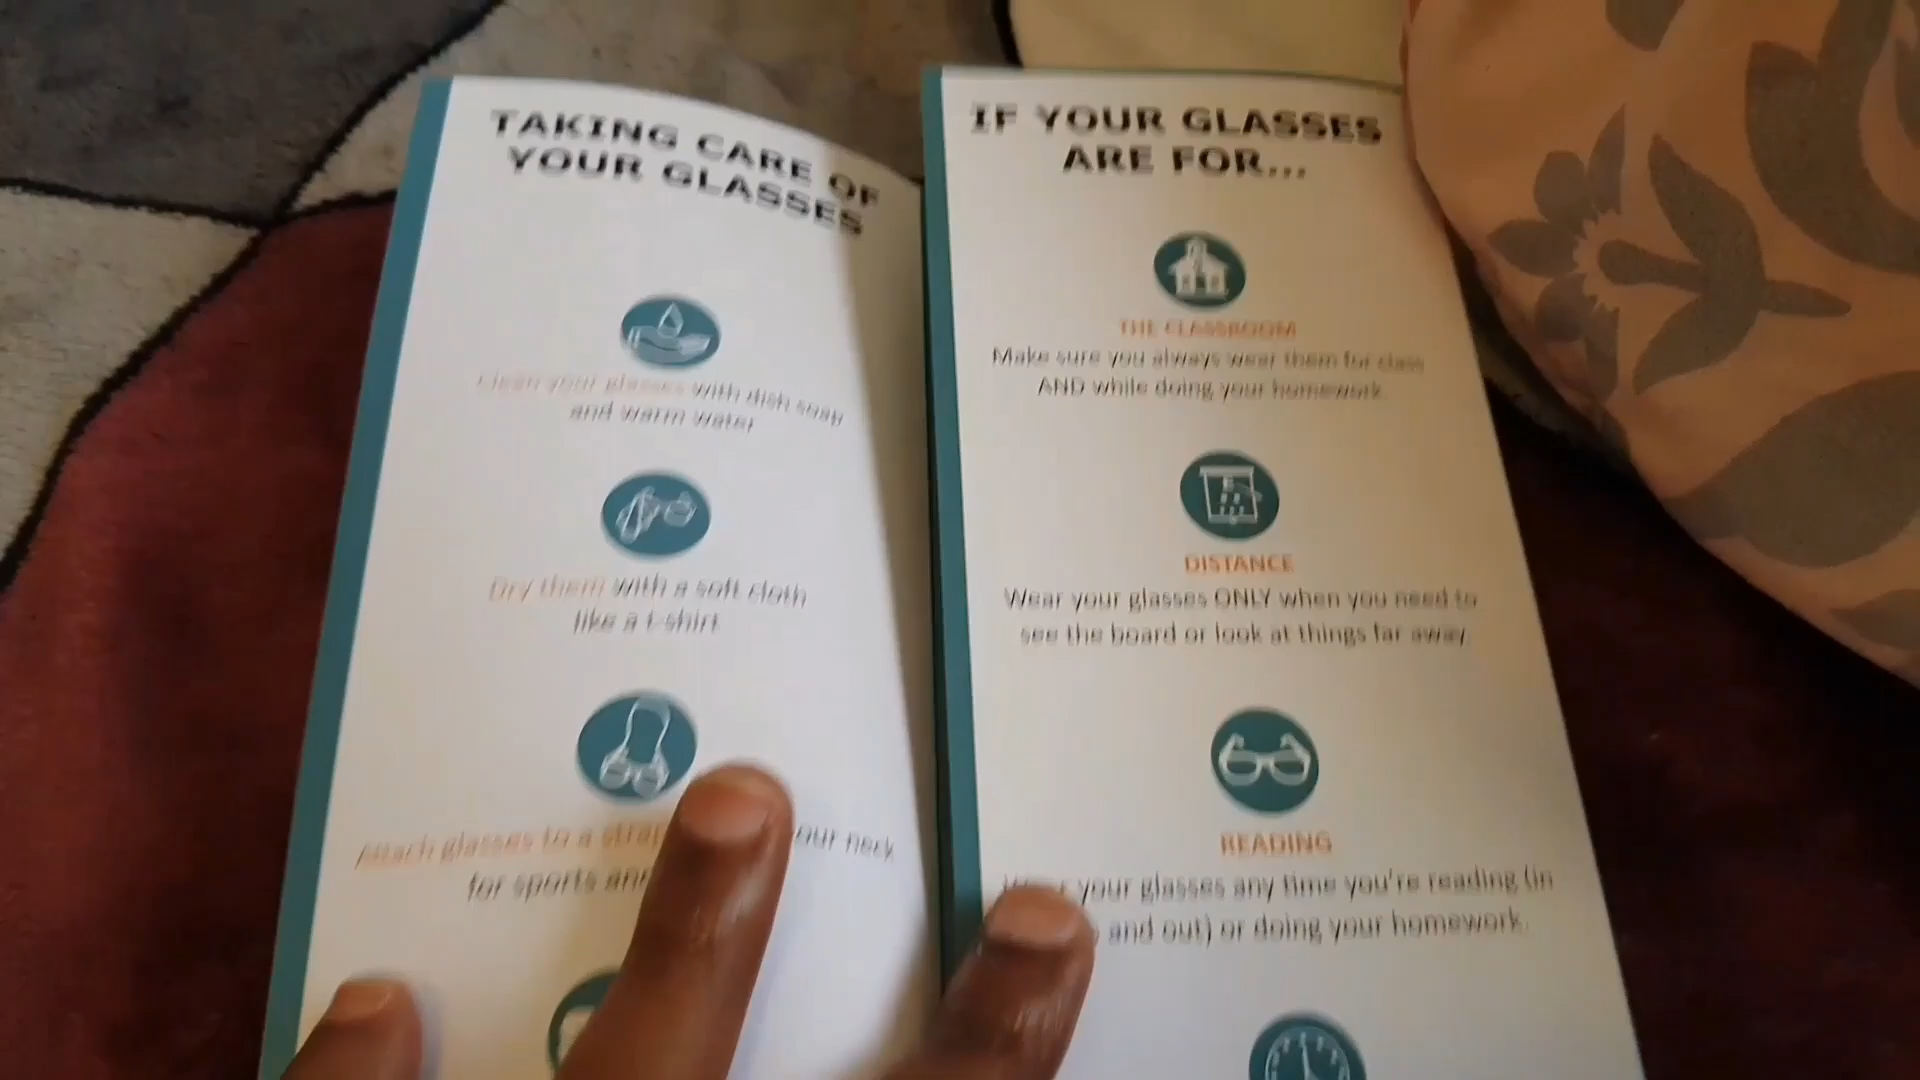 TAKING CARE OF
YOUR GLASSES
Clean your glasses with dish soap
and warm water
Dry them with a soft cloth
like a t-shirt
Attach glasses to a strap
our neck
for sports
IF YOUR GLASSES
ARE FOR...
THE CLASSROOM
Make sure you always wear them for class
AND while doing your homework.
DISTANCE
Wear your glasses ONLY when you need to
see the board or look at things far away
READING
your glasses any time you're reading (in
and out) or doing your homework.